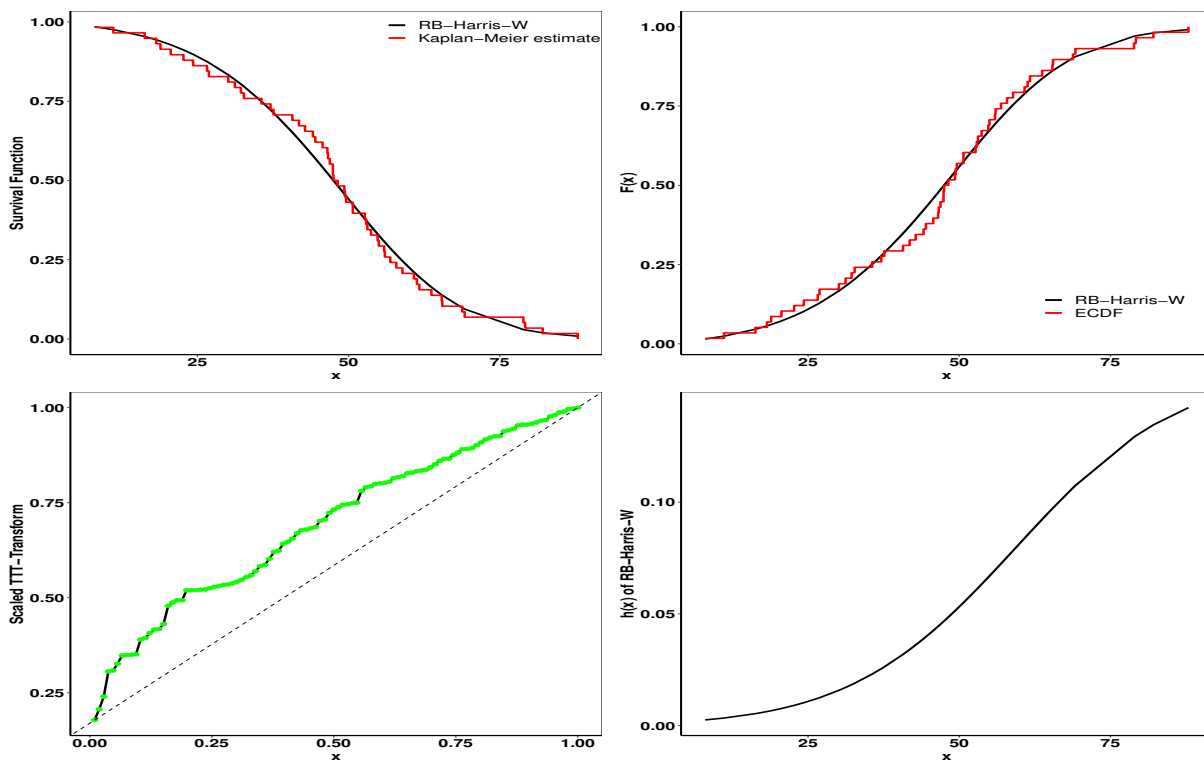 1.00
0.75
0.50
0.25
0.00
Survival Function
RB-Harris-W
Kaplan-Meier estimate
25
50
75
x
1.00
0.75
0.50
0.25
0.00
F(x)
RB-Harris-W
ECDF
25
50
75
x
1.00
0.75
0.50
0.25
Scaled TTT-Transform
0.00
0.25
0.50
0.75
1.00
x
0.10
0.05
0.00
h(x) of RB-Harris-W
25
50
75
x